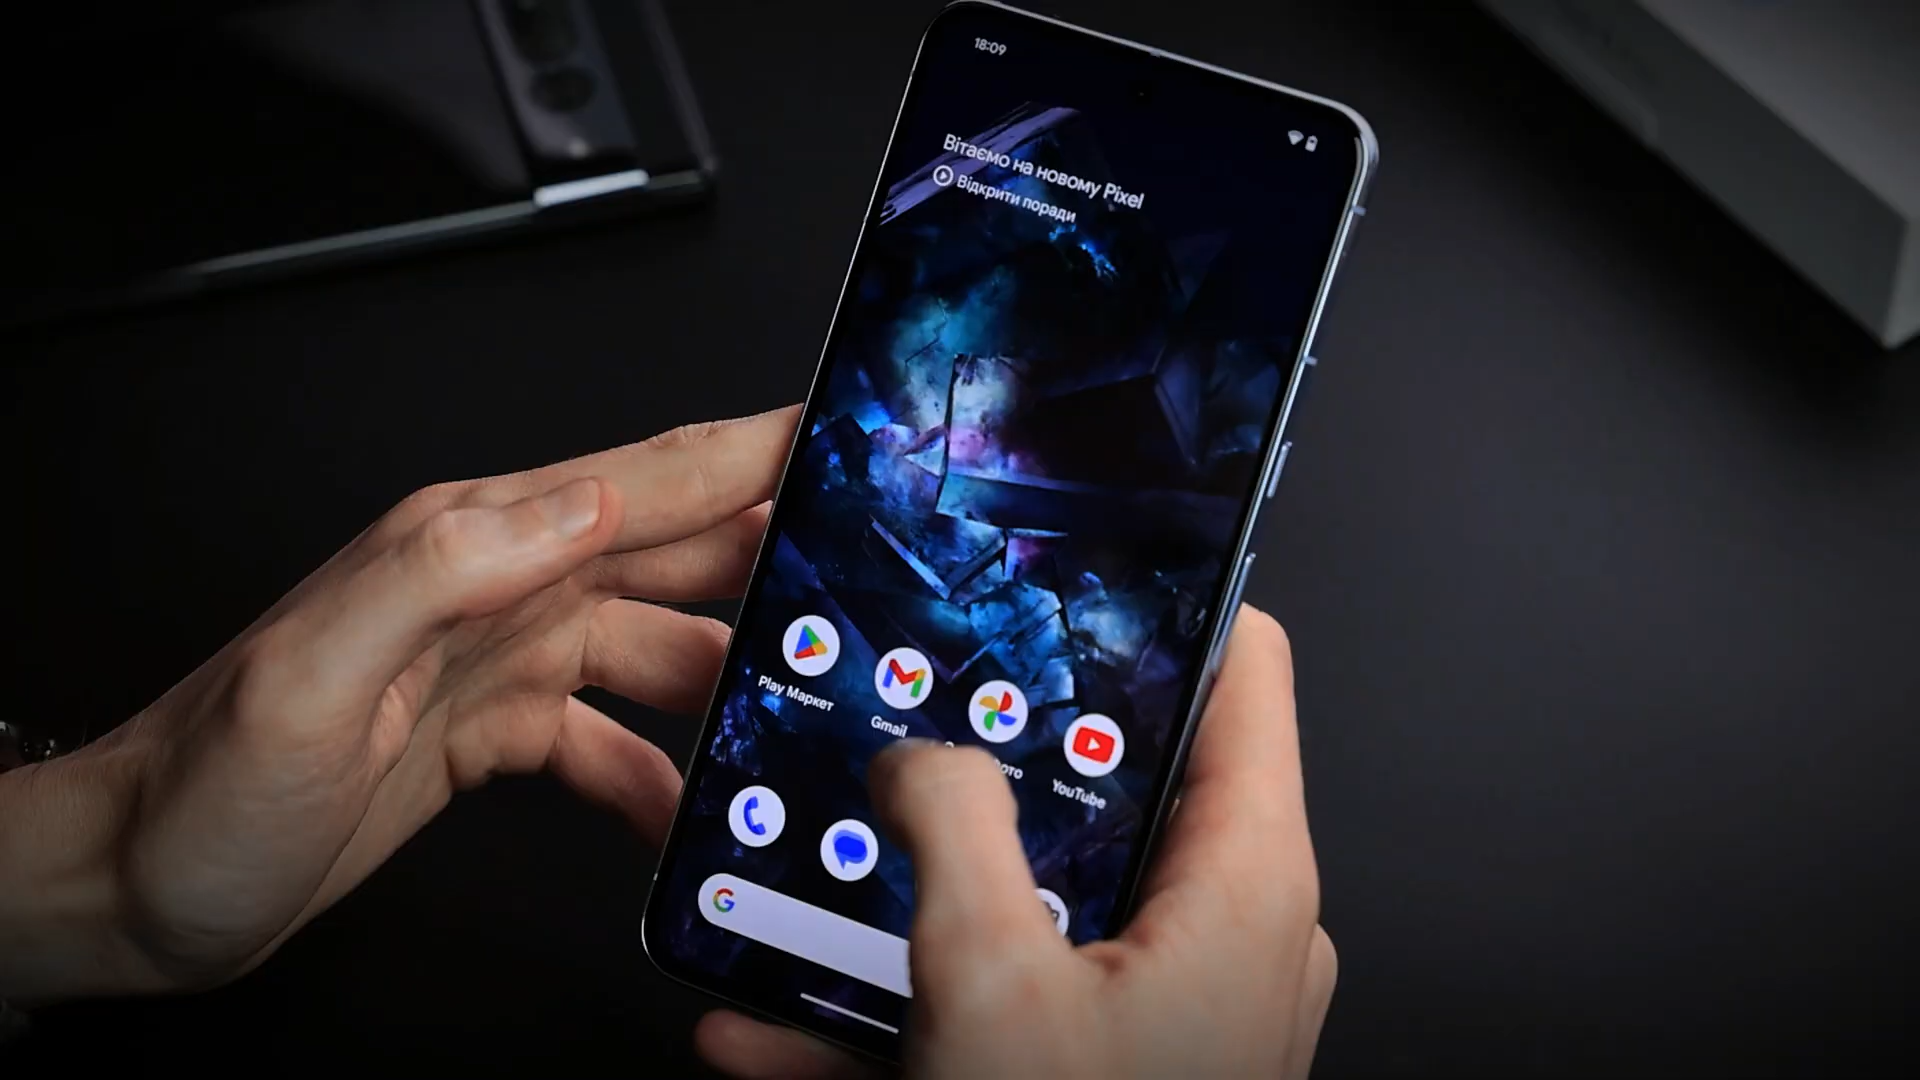 18:09
Вітаємо на новому Pixel
Відкрити поради
Play Маркет
Gmail
YouTube
G